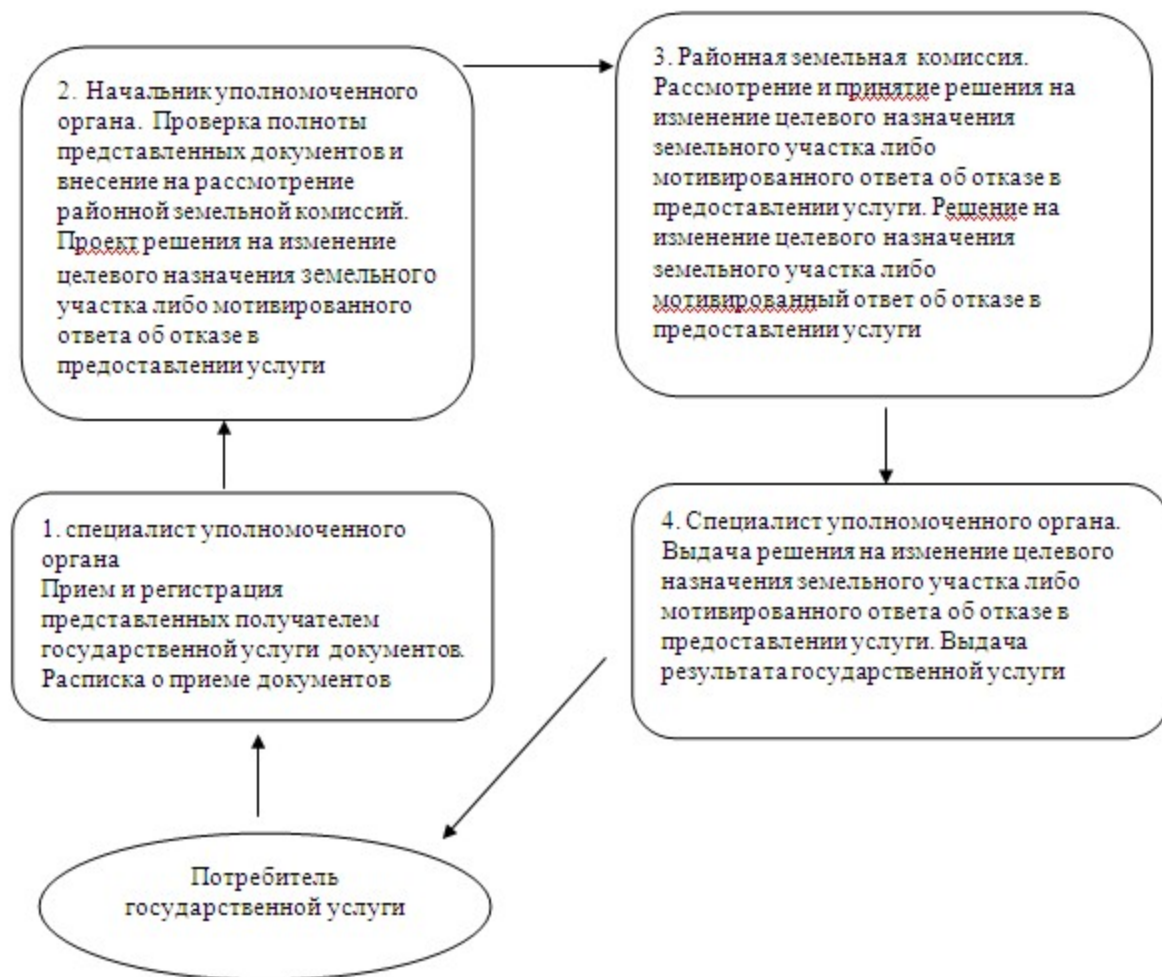 2. Начальник уполномоченного
органа. Проверка полноты
представленных документов и
внесение на рассмотрение
районной земельной комиссий.
Проект решения на изменение
целевого назначения земельного
участка либо мотивированного
ответа об отказе в
предоставлении услуги
3. Районная земельная комиссия.
Рассмотрение и принятие решения на
изменение целевого назначения
земельного участка либо
мотивированного ответа об отказе в
предоставлении услуги. Решение на
изменение целевого назначения
земельного участка либо
мотивированный ответ об отказе в
предоставлении услуги
1. специалист уполномоченного
органа
Прием и регистрация
представленных получателем
государственной услуги документов.
Расписка о приеме документов
4. Специалист уполномоченного органа.
Выдача решения на изменение целевого
назначения земельного участка либо
мотивированного ответа об отказе в
предоставлении услуги. Выдача
результата государственной услуги
Потребитель
государственной услуги